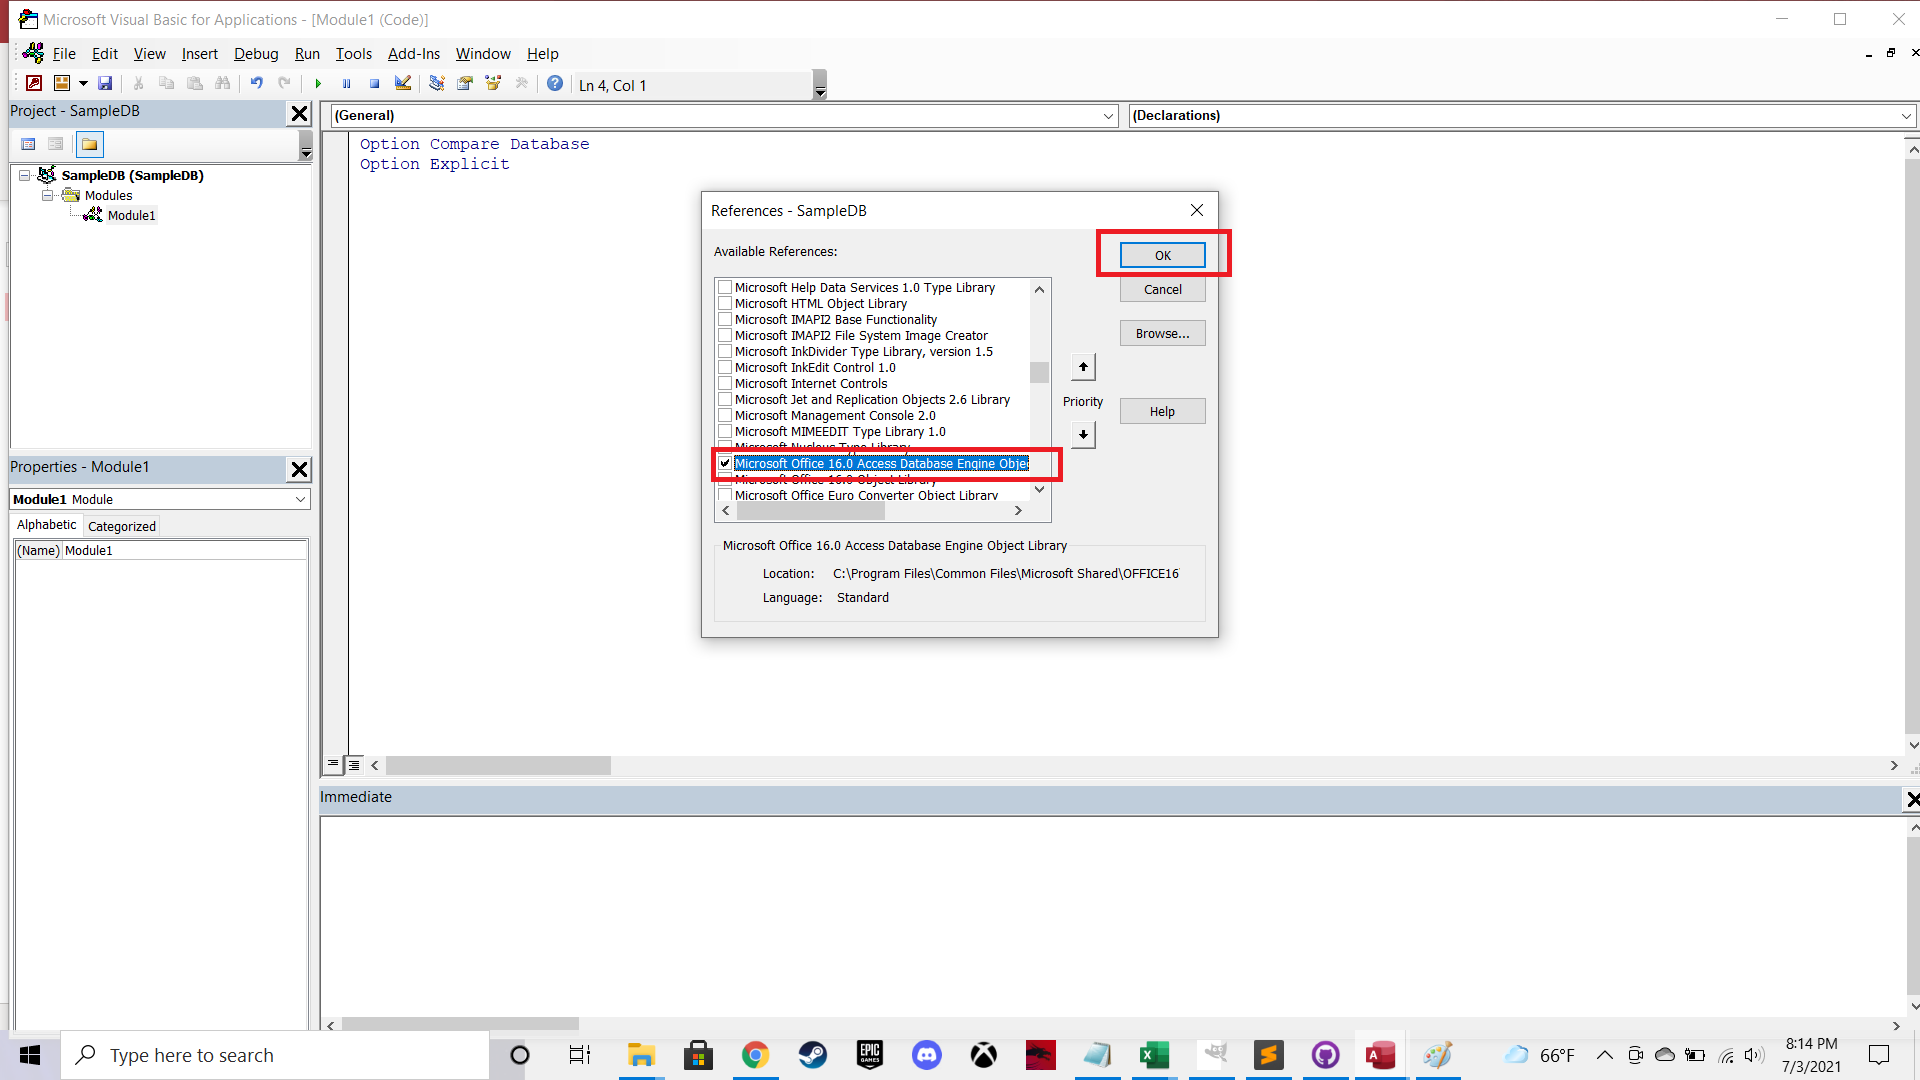 Microsoft Visual Basic for Applications - [Module1 (Code)]
File Edit View Insert Debug Run Tools Add-Ins Window Help
Ln 4, Col 1
Project - SampleDB
(General)
(Declarations)
Option Compare Database
Option Explicit
SampleDB (SampleDB)
Modules
Module1
References - SampleDB
Available References:
OK
Cancel
Browse...
Priority
Help
Microsoft Help Data Services 1.0 Type Library
Microsoft HTML Object Library
Microsoft IMAPI2 Base Functionality
Microsoft IMAPI2 File System Image Creator
Microsoft InkDivider Type Library, version 1.5
Microsoft InkEdit Control 1.0
Microsoft Internet Controls
Microsoft Jet and Replication Objects 2.6 Library
Microsoft Management Console 2.0
Microsoft MIMEEDIT Type Library 1.0
Microsoft Nucleus Type Library
Microsoft Office 16.0 Access Database Engine Objec
Microsoft Office 16.0 Object Library
Microsoft Office Euro Converter Object Library
Microsoft Office 16.0 Access Database Engine Object Library
Location: C:\Program Files\Common Files\Microsoft Shared\OFFICE16
Language: Standard
Properties - Module1
Module1 Module
Alphabetic Categorized
(Name) Module1
Immediate
Type here to search
EPIC
GAMES
66°F
8:14 PM
7/3/2021